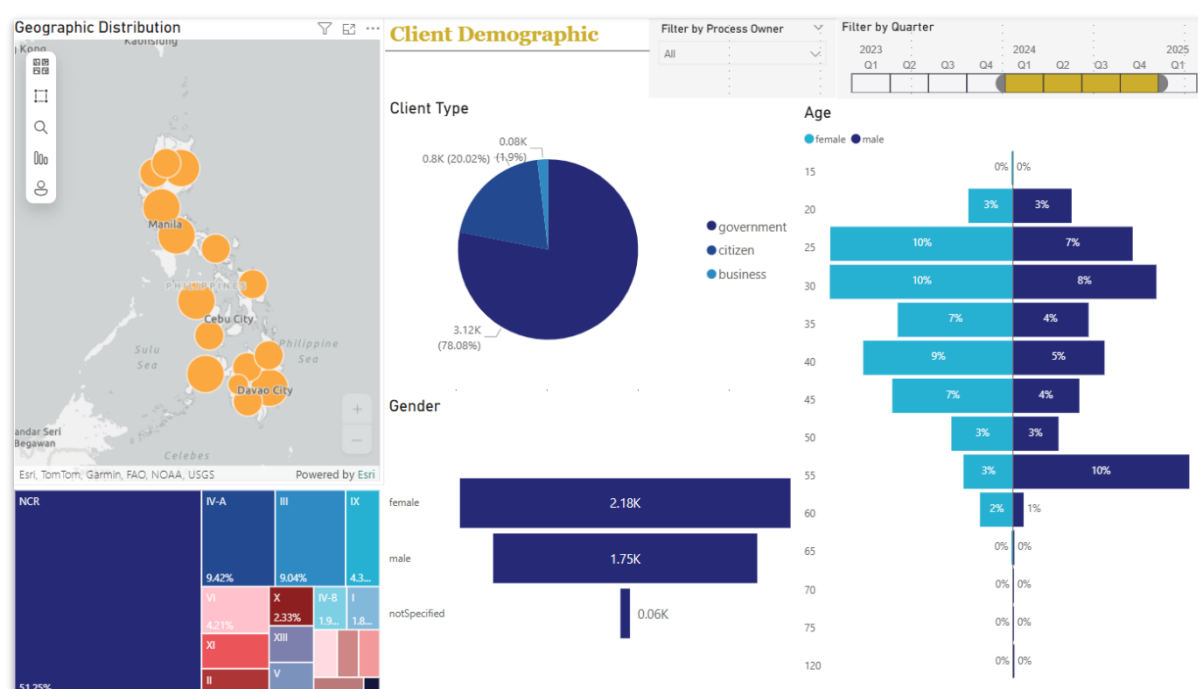 Geographic Distribution
Kaohsiung
Kong
Manila
PHILIPPINES
Cebu City
Sulu
Sea
Philippine
Sea
Davao City
andar Seri
Begawan
Celebes
Esri, TomTom, Garmin, FAO, NOAA, USGS
Powered by Esri
NCR
51.25%
IV-A
9.42%
III
9.04%
IX
4.3...
VI
4.21%
X
2.33%
IV-B
1.9...
I
1.8...
XI
XIII
II
V
Client Demographic
Filter by Process Owner
All
Filter by Quarter
2023 2024 2025
Q1 Q2 Q3 Q4 Q1 Q2 Q3 Q4 Q1
Client Type
0.08K
(1.9%)
0.8K (20.02%)
3.12K
(78.08%)
government
citizen
business
Gender
female 2.18K
male 1.75K
notSpecified 0.06K
Age
female male
15 0% 0%
20 3% 3%
25 10% 7%
30 10% 8%
35 7% 4%
40 9% 5%
45 7% 4%
50 3% 3%
55 3% 10%
60 2% 1%
65 0% 0%
70 0% 0%
75 0% 0%
120 0% 0%